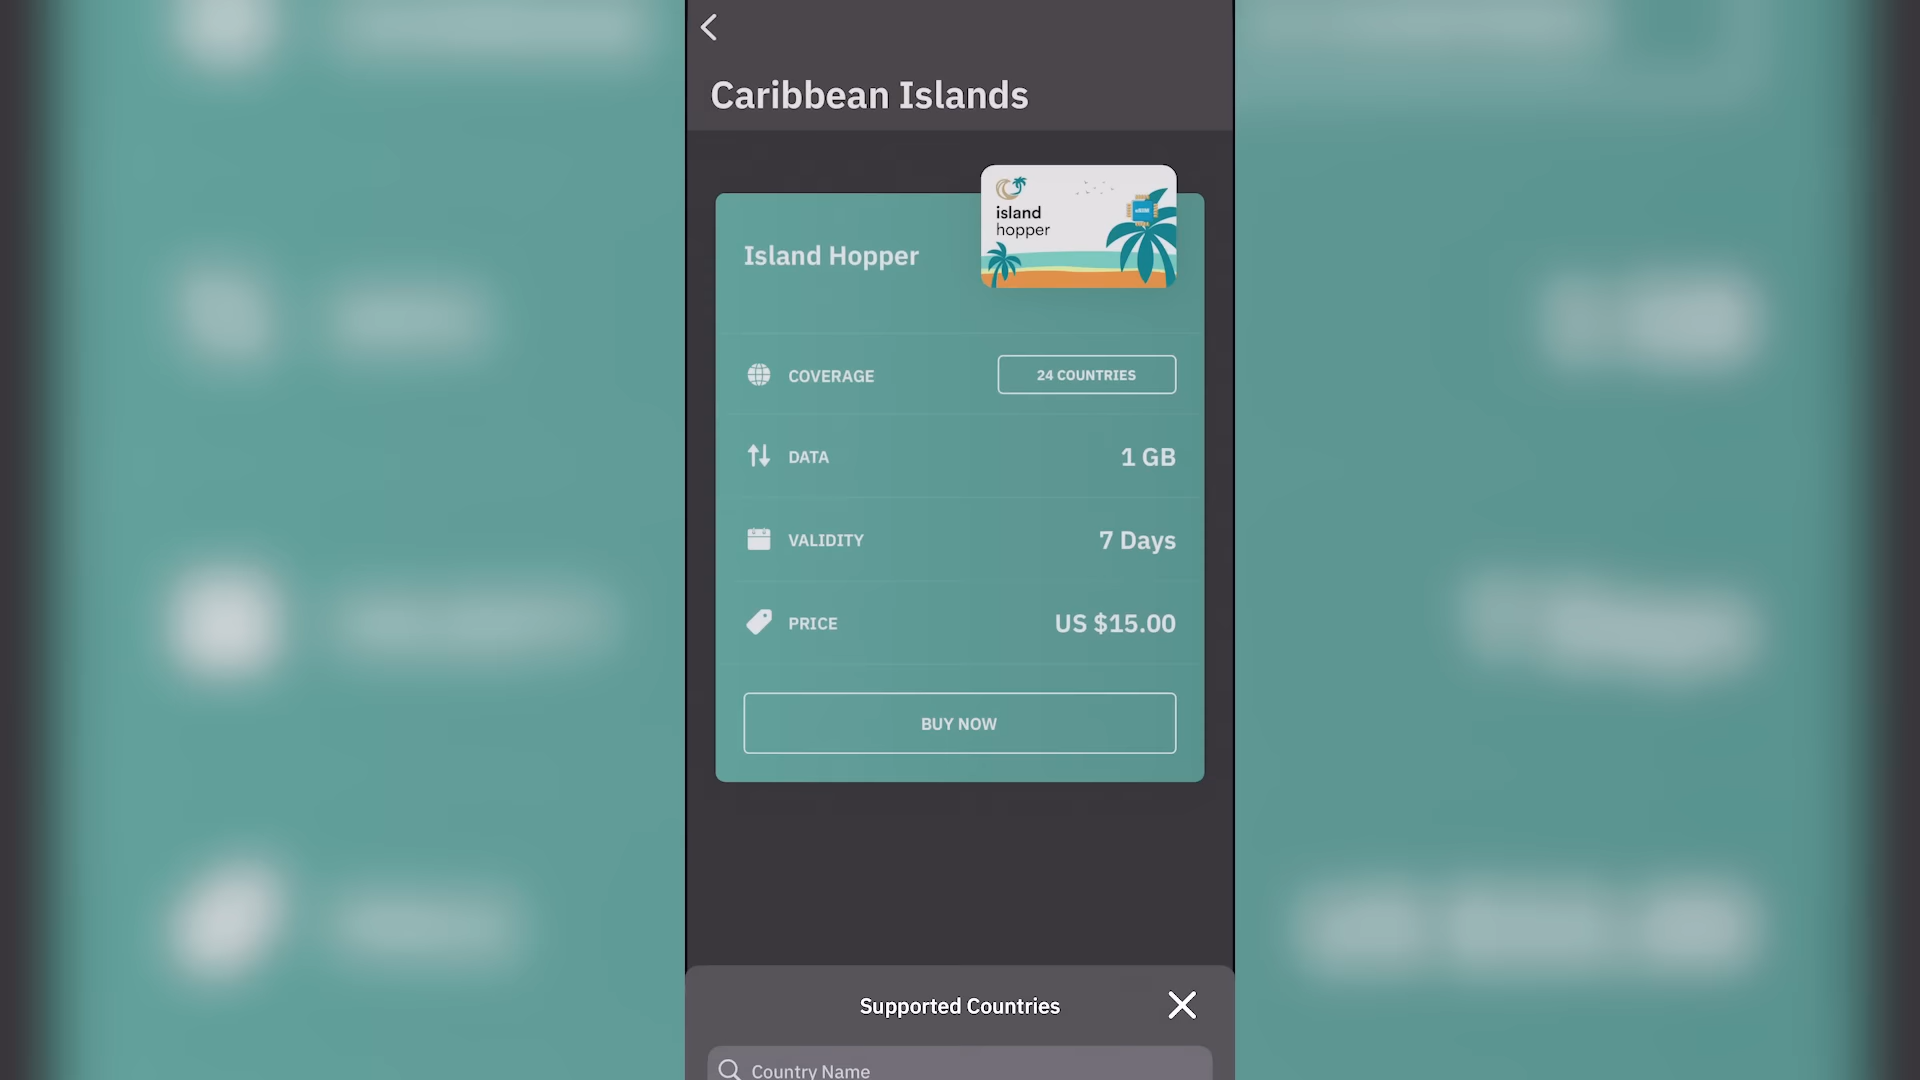 Caribbean Islands
island
hopper
Island Hopper
COVERAGE
24 COUNTRIES
DATA
1 GB
VALIDITY
7 Days
PRICE
US $15.00
BUY NOW
Supported Countries
Country Name